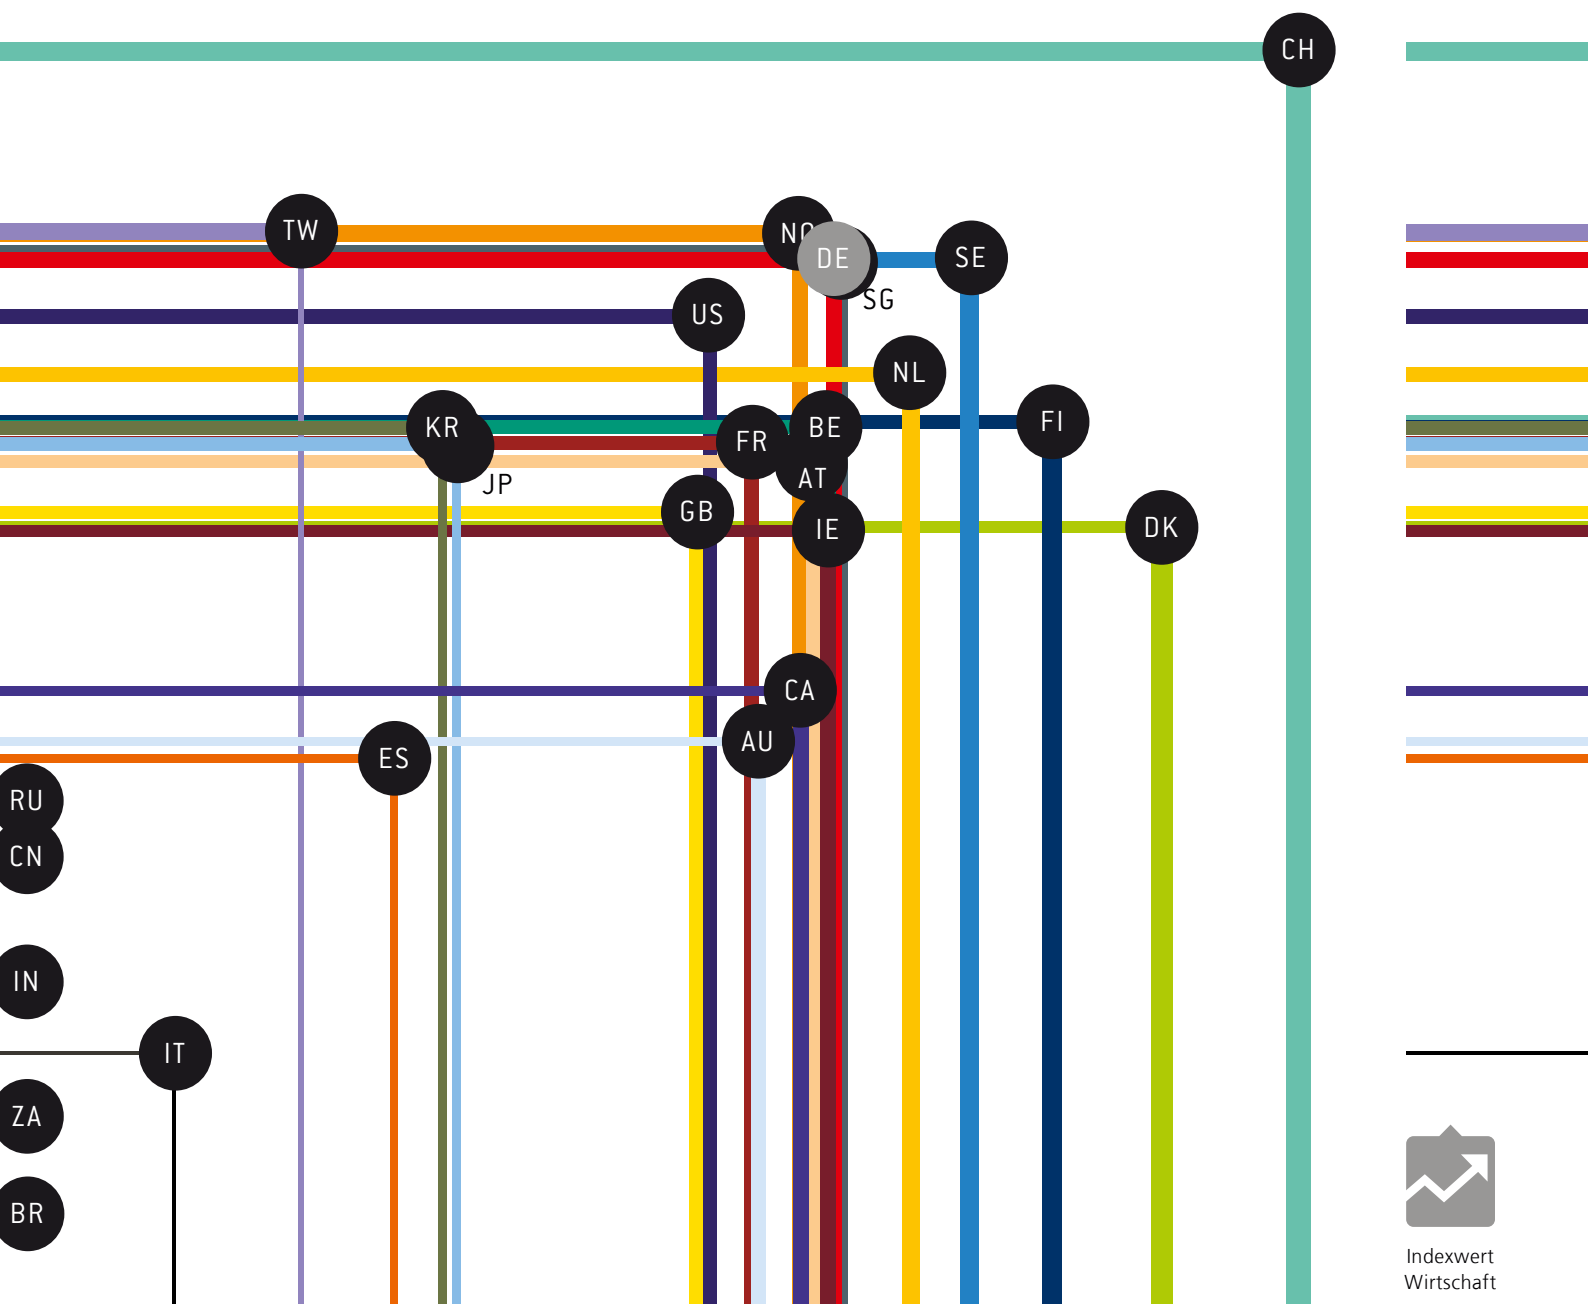 CH
TW
NO
DE
SE
SG
US
NL
KR
FR
BE
FI
JP
AT
GB
IE
DK
CA
AU
ES
RU
CN
IN
IT
ZA
BR
Indexwert
Wirtschaft